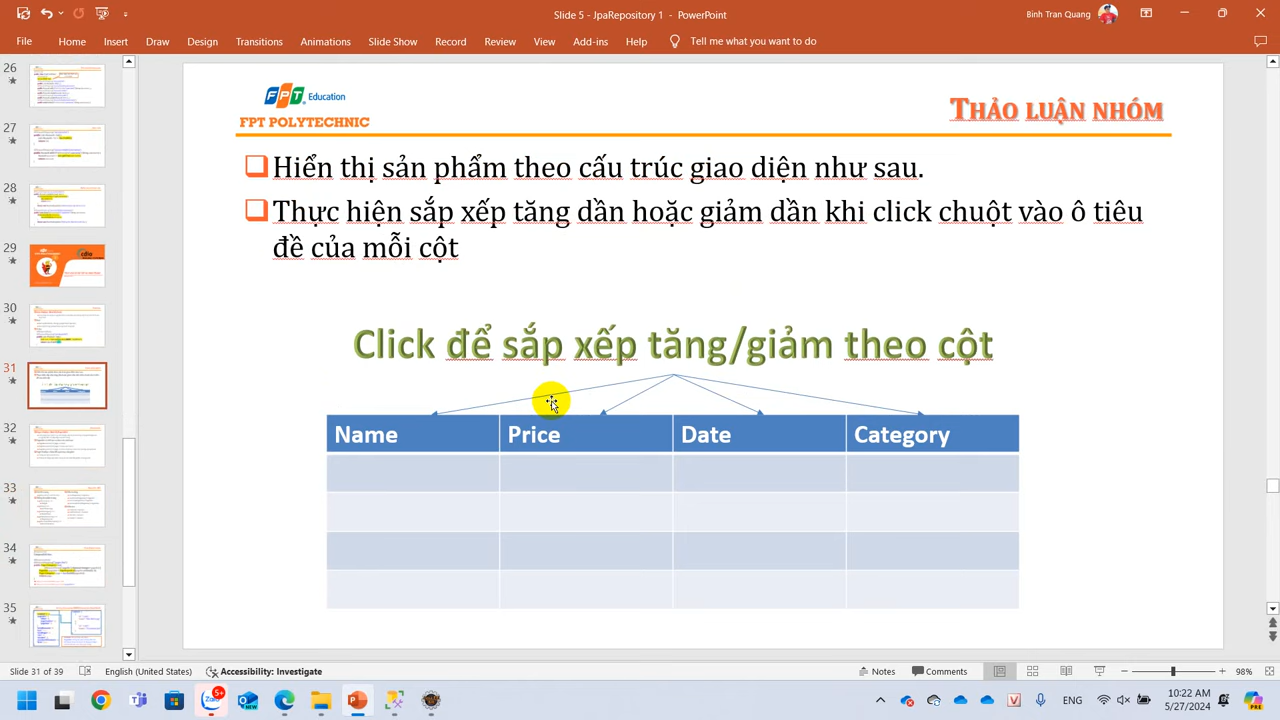 Slide 5 - JpaRepository 1 - PowerPoint
Binh Tran Quang
File Home Insert Draw Design Transitions Animations Slide Show Record Review View Add-ins Help Tell me what you want to do
26
27
28
29
30
31
32
33
34
35
FPT Education
FPT POLYTECHNIC
THẢO LUẬN NHÓM
Hiển thị sản phẩm theo cấu trúc giao diện như sau.
Thực hiện sắp xếp tăng dần hoặc giảm dần khi click chuột vào ô tiêu
đề của mỗi cột
Click đề sắp xếp tăng/giảm theo cột
Name Price Date Category
Slide 31 of 39 English (United States) Accessibility: Investigate Notes Comments 98%
Zalo 5+ NEW ENG 10:22 AM
5/27/2024 PRE